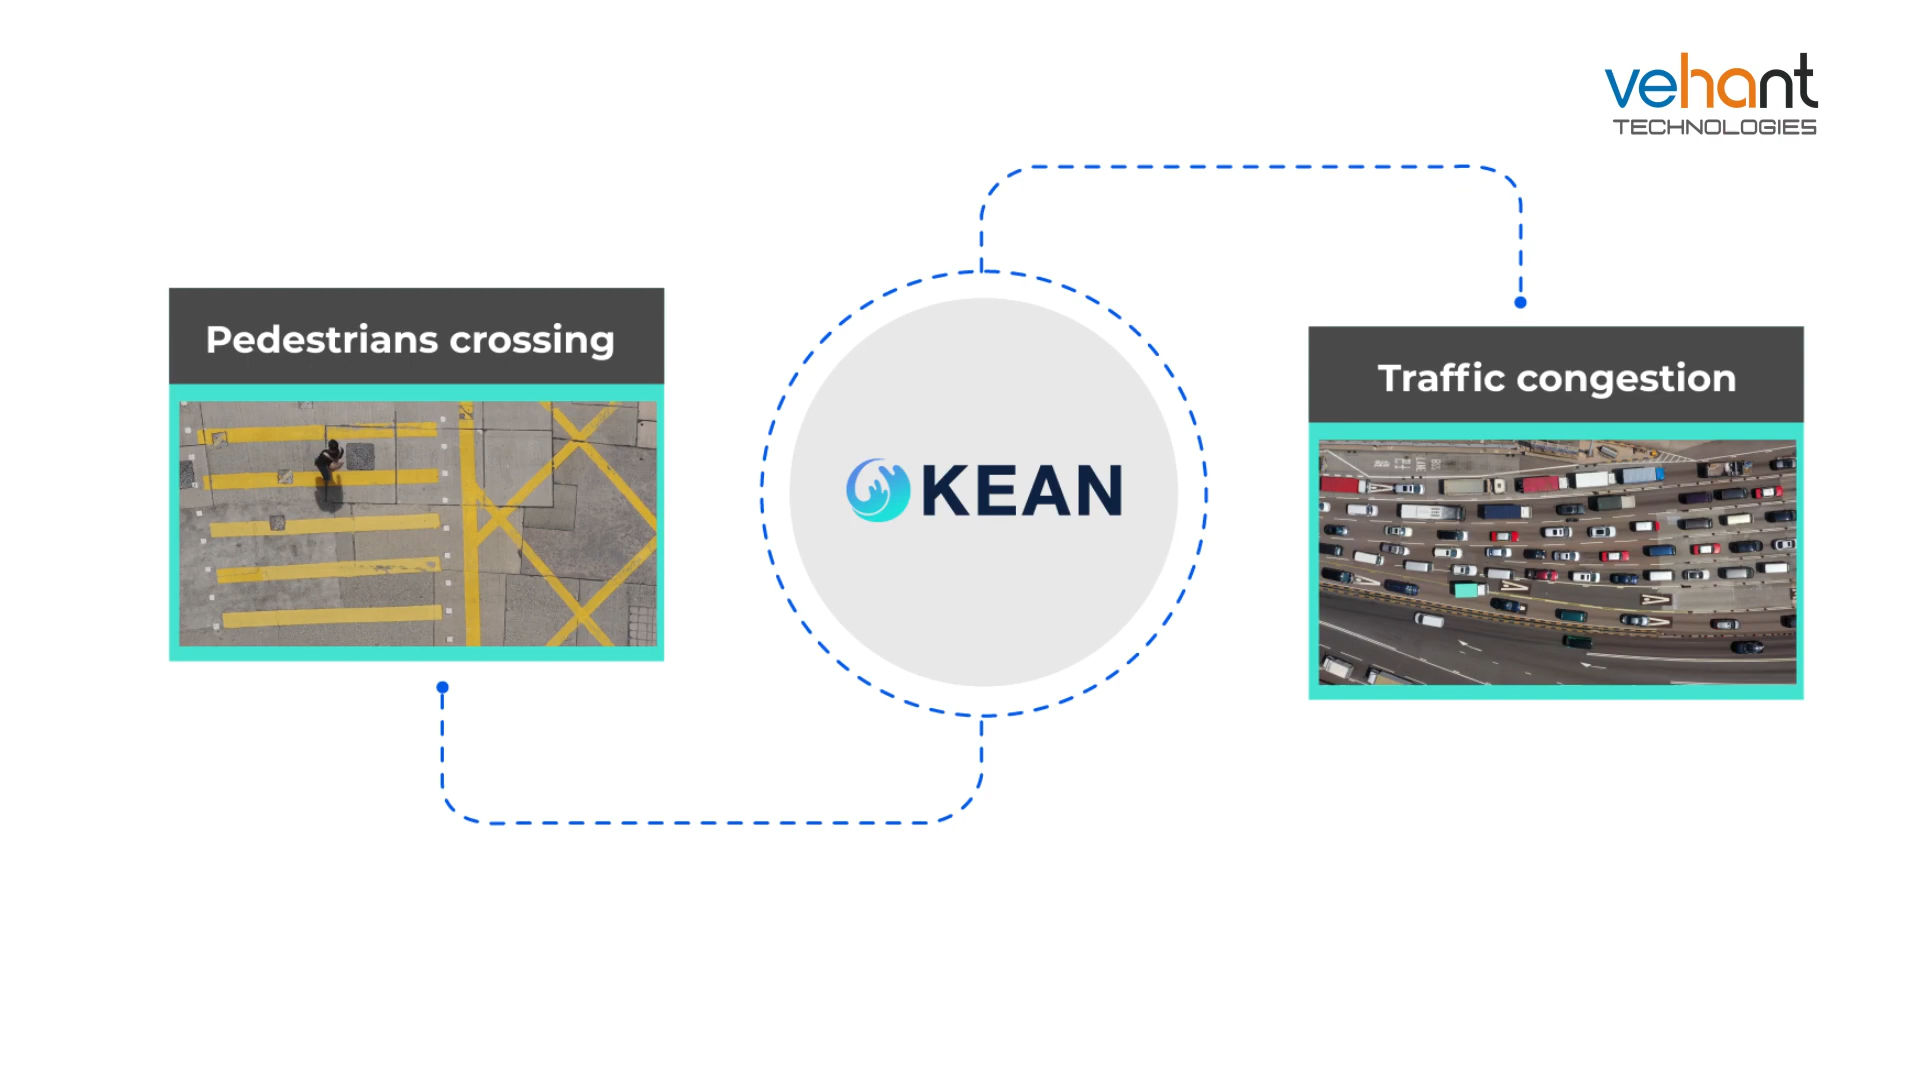 vehant
TECHNOLOGIES
Pedestrians crossing
KEAN
Traffic congestion